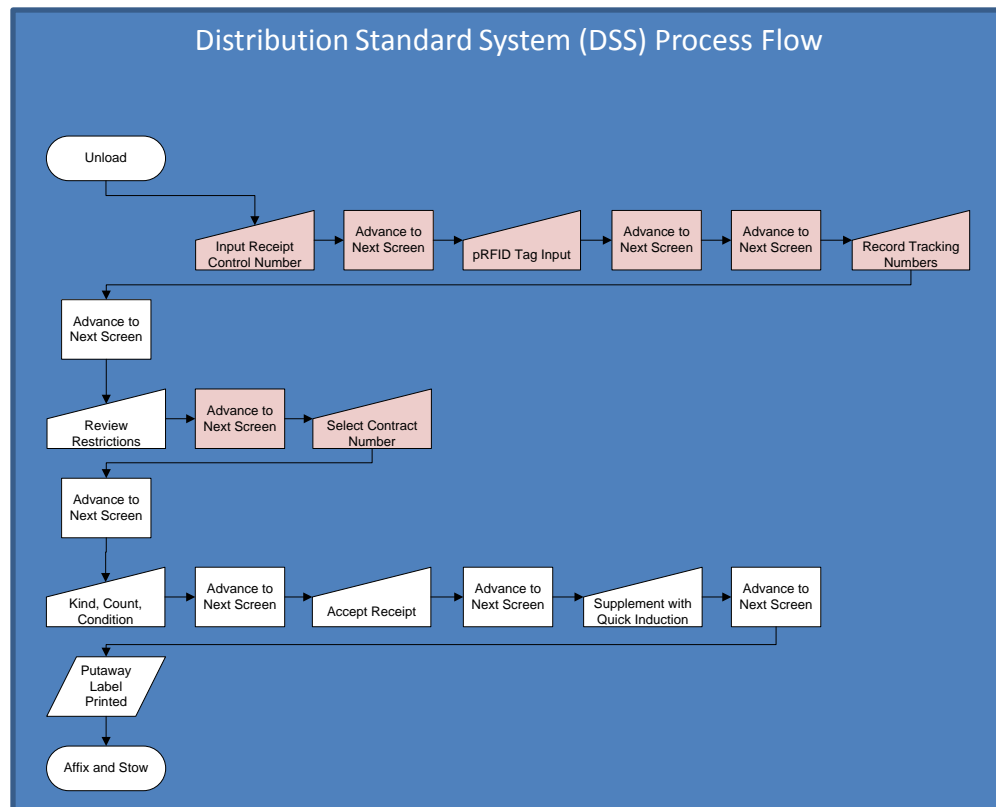 Distribution Standard System (DSS) Process Flow
Unload
Input Receipt
Control Number
Advance to
Next Screen
pRFID Tag Input
Advance to
Next Screen
Advance to
Next Screen
Record Tracking
Numbers
Advance to
Next Screen
Review
Restrictions
Advance to
Next Screen
Select Contract
Number
Advance to
Next Screen
Kind, Count,
Condition
Advance to
Next Screen
Accept Receipt
Advance to
Next Screen
Supplement with
Quick Induction
Advance to
Next Screen
Putaway
Label
Printed
Affix and Stow